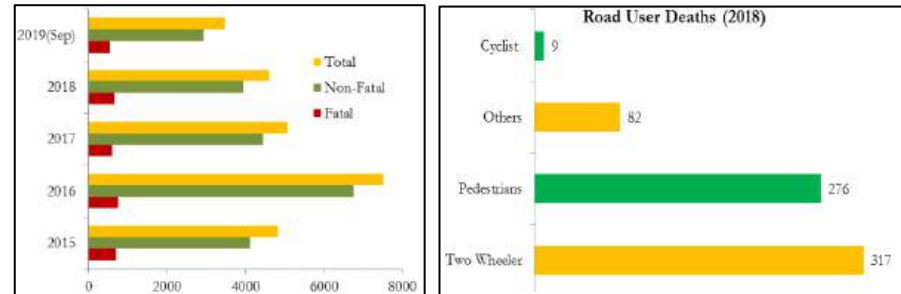 2019(Sep)
2018
2017
2016
2015
Total
Non-Fatal
Fatal
0
2000
4000
6000
8000
Road User Deaths (2018)
Cyclist
9
Others
82
Pedestrians
276
Two Wheeler
317